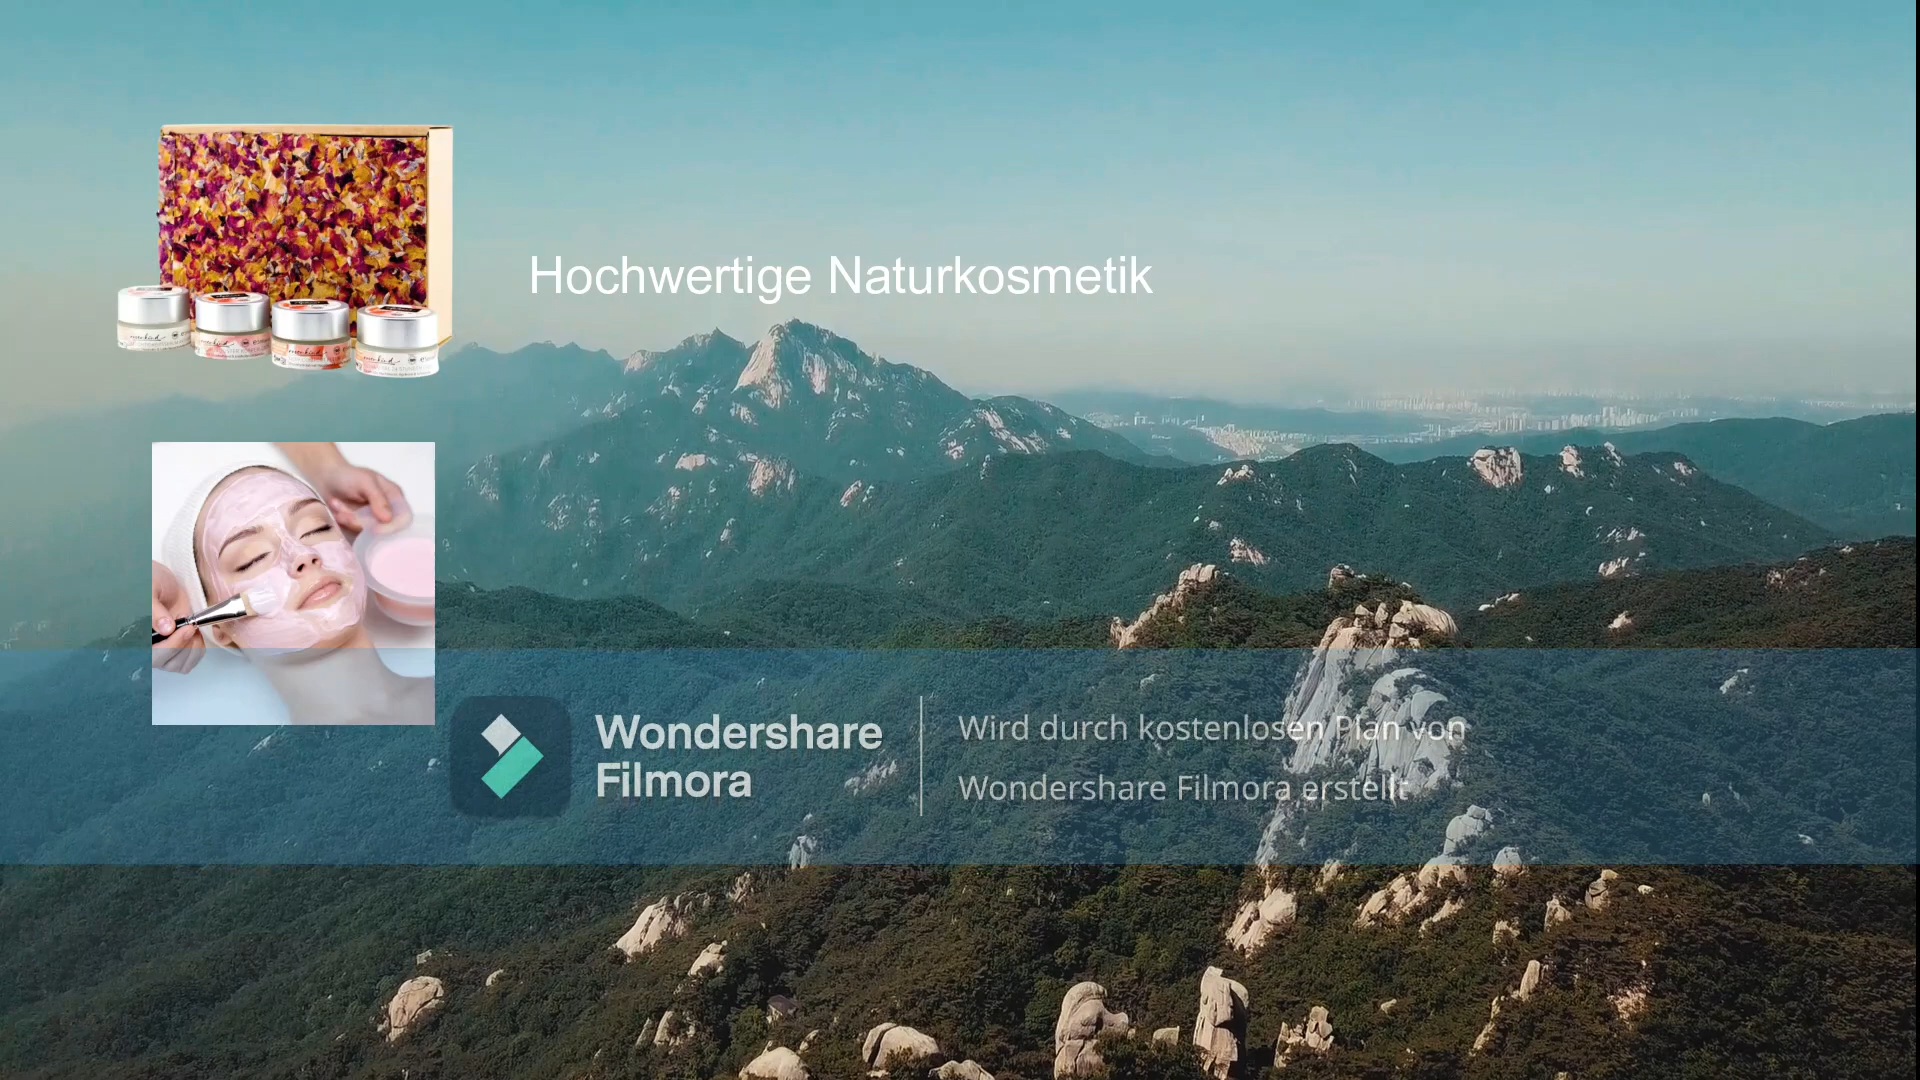 Hochwertige Naturkosmetik
Wondershare
Filmora
Wird durch kostenlosen Plan von
Wondershare Filmora erstellt